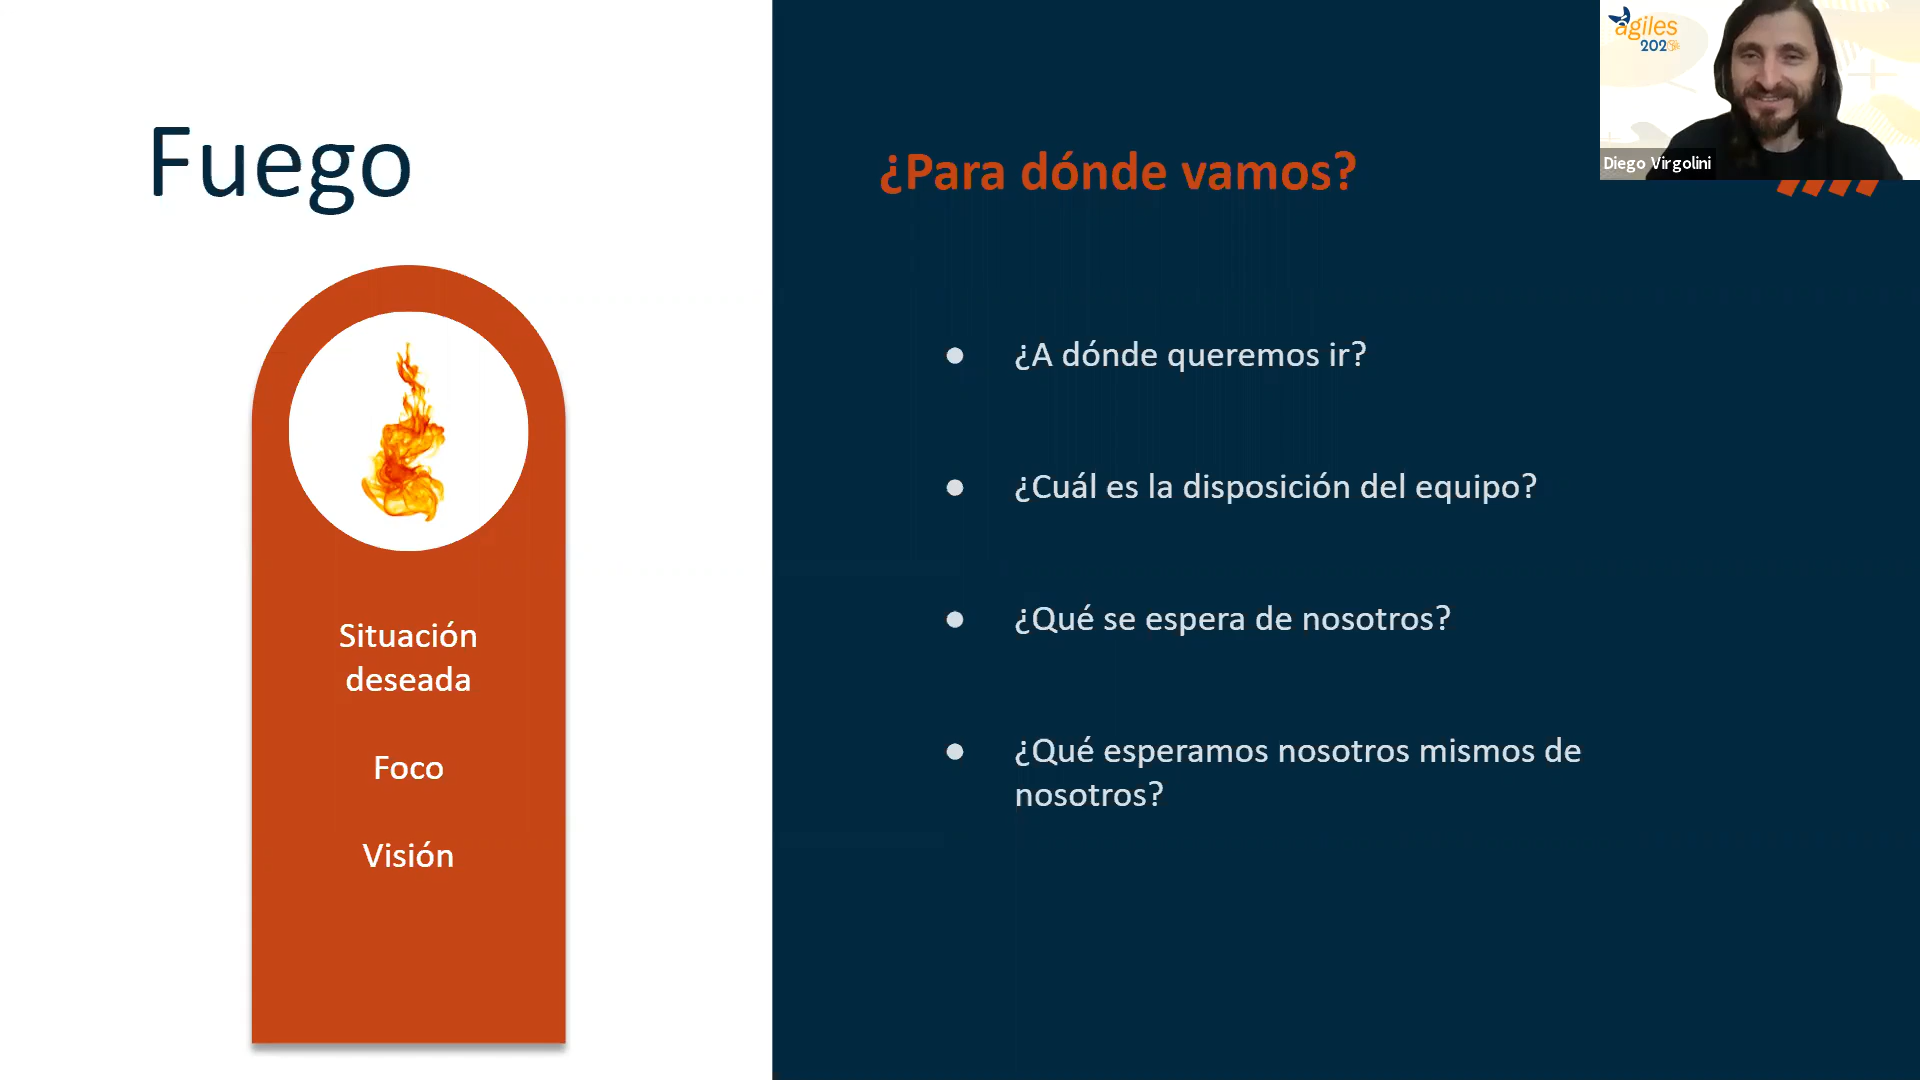 Fuego
Situación
deseada
Foco
Visión
¿Para dónde vamos?
¿A dónde queremos ir?
¿Cuál es la disposición del equipo?
¿Qué se espera de nosotros?
¿Qué esperamos nosotros mismos de
nosotros?
ágiles
202
Diego Virgolini